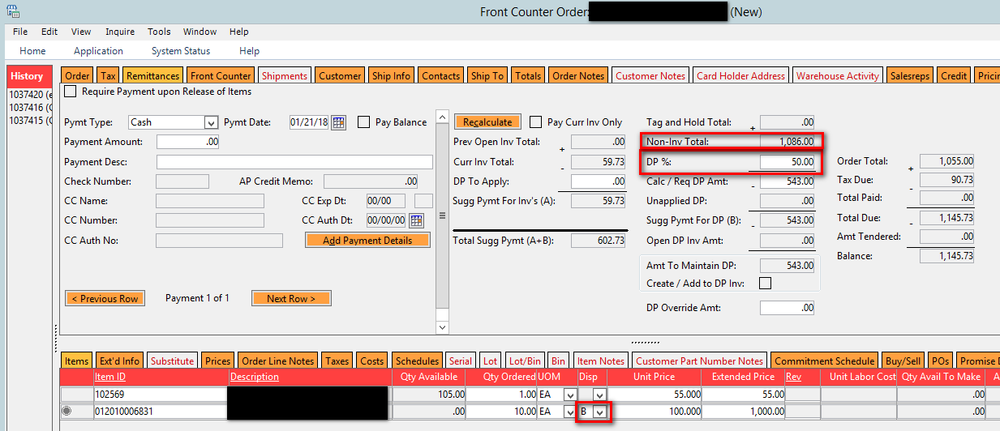 Front Counter Order: (New)
File Edit View Inquire Tools Window Help
Home Application System Status Help
History
1037420 (e
1037416 (C
1037415 (C
Order Tax Remittances Front Counter Shipments Customer Ship Info Contacts Ship To Totals Order Notes Customer Notes Card Holder Address Warehouse Activity Salesreps Credit Pricin
Require Payment upon Release of Items
Pymt Type: Cash Pymt Date: 01/21/18 Pay Balance
Payment Amount: .00
Payment Desc:
Check Number: AP Credit Memo: .00
CC Name: CC Exp Dt: 00/00
CC Number: CC Auth Dt: 00/00/00
CC Auth No: Add Payment Details
< Previous Row Payment 1 of 1 Next Row >
Recalculate Pay Curr Inv Only
Prev Open Inv Total: + .00
Curr Inv Total: - 59.73
DP To Apply: .00
Sugg Pymt For Inv's (A): 59.73
Total Sugg Pymt (A+B): 602.73
Tag and Hold Total: + .00
Non-Inv Total: 1,086.00
DP %: 50.00
Calc / Req DP Amt: - 543.00
Unapplied DP: .00
Sugg Pymt For DP (B): - 543.00
Open DP Inv Amt: .00
Amt To Maintain DP: 543.00
Create / Add to DP Inv:
DP Override Amt: .00
Order Total: + 1,055.00
Tax Due: - 90.73
Total Paid: .00
Total Due: - 1,145.73
Amt Tendered: .00
Balance: 1,145.73
Items Ext'd Info Substitute Prices Order Line Notes Taxes Costs Schedules Serial Lot Lot/Bin Bin Item Notes Customer Part Number Notes Commitment Schedule Buy/Sell POs Promise D
Item ID Description Qty Available Qty Ordered UOM Disp Unit Price Extended Price Rev Unit Labor Cost Qty Avail To Make A
102569 105.00 1.00 EA 55.000 55.00 .00
012010006831 .00 10.00 EA B 100.000 1,000.00 .00